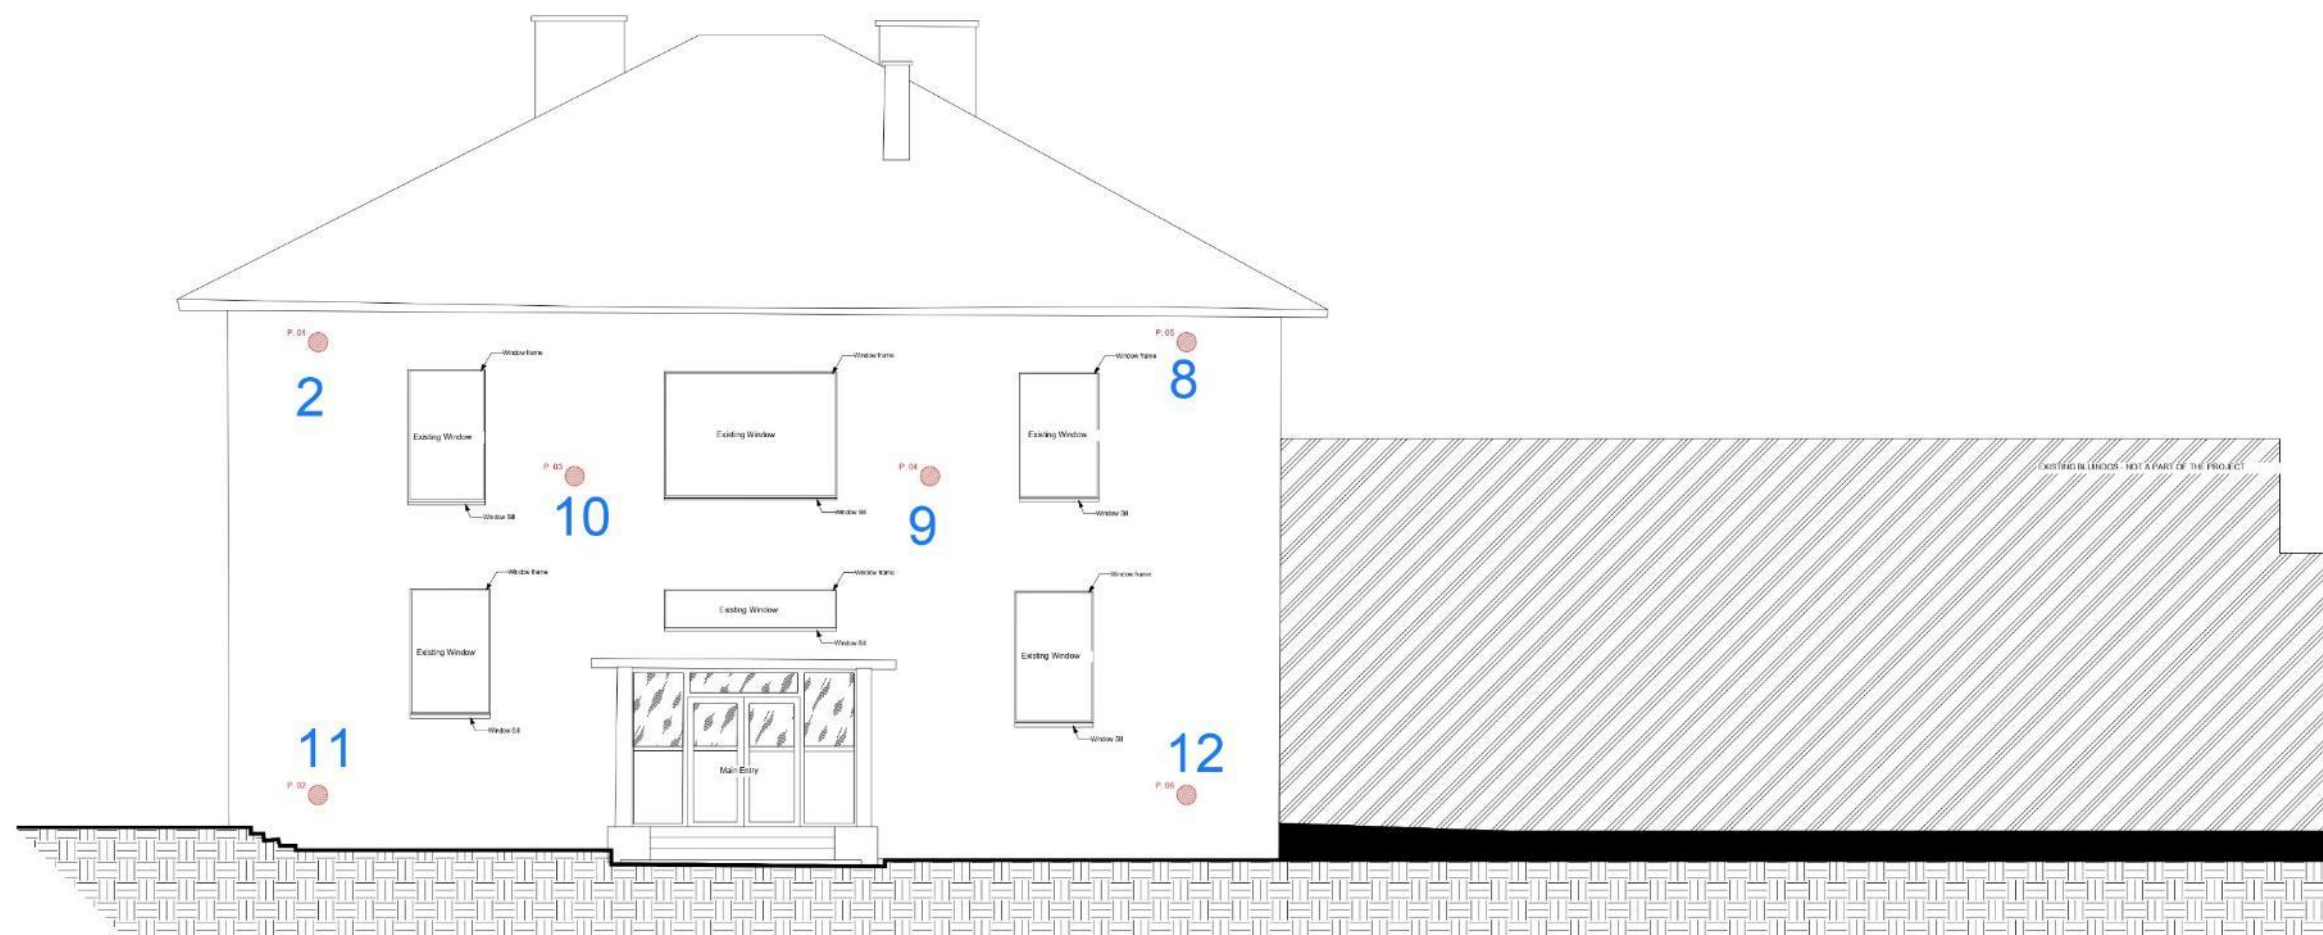 P. 01
P. 05
Window frame
Window frame
Window frame
2
8
Existing Window
Existing Window
Existing Window
P. 03
P. 04
EXISTING BLUINDGS - NOT A PART OF THE PROJECT
10
9
Window Sill
Window Sill
Window Sill
Window frame
Window frame
Window frame
Existing Window
Window Sill
Existing Window
Existing Window
Window Sill
Window Sill
11
12
Main Entry
P. 02
P. 06